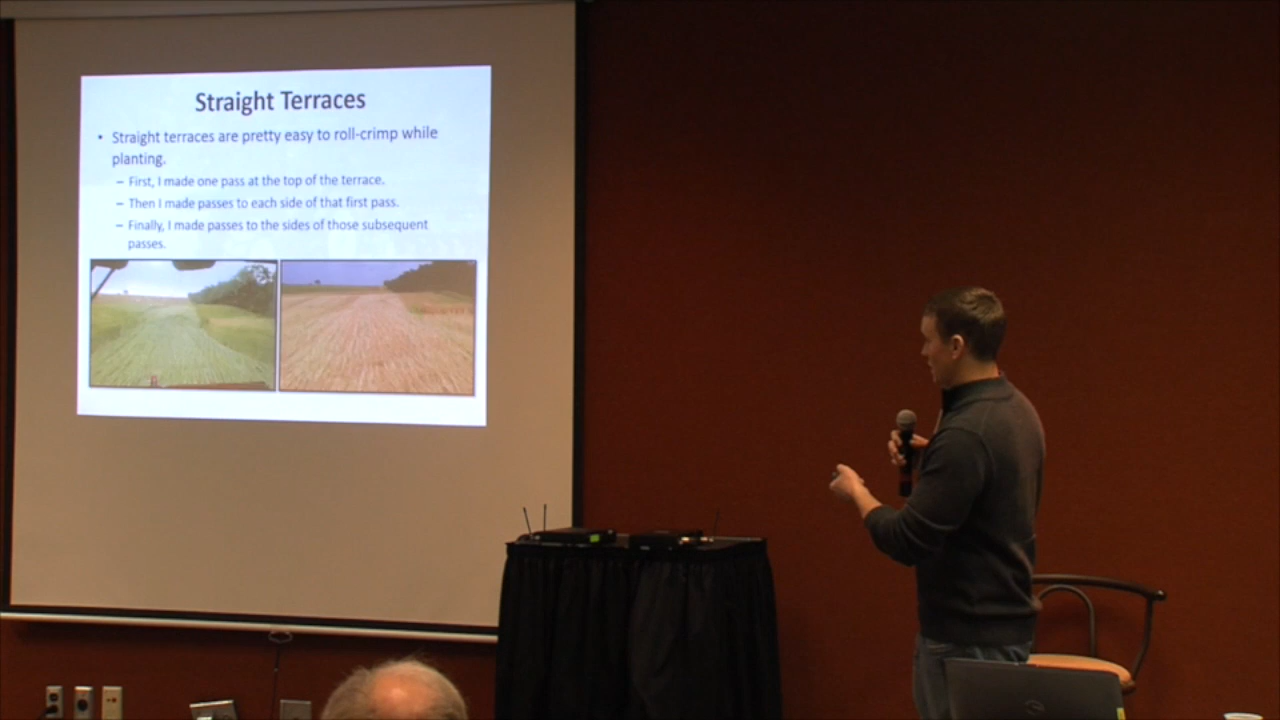 Straight Terraces
• Straight terraces are pretty easy to roll-crimp while
planting.
– First, I made one pass at the top of the terrace.
– Then I made passes to each side of that first pass.
– Finally, I made passes to the sides of those subsequent
passes.